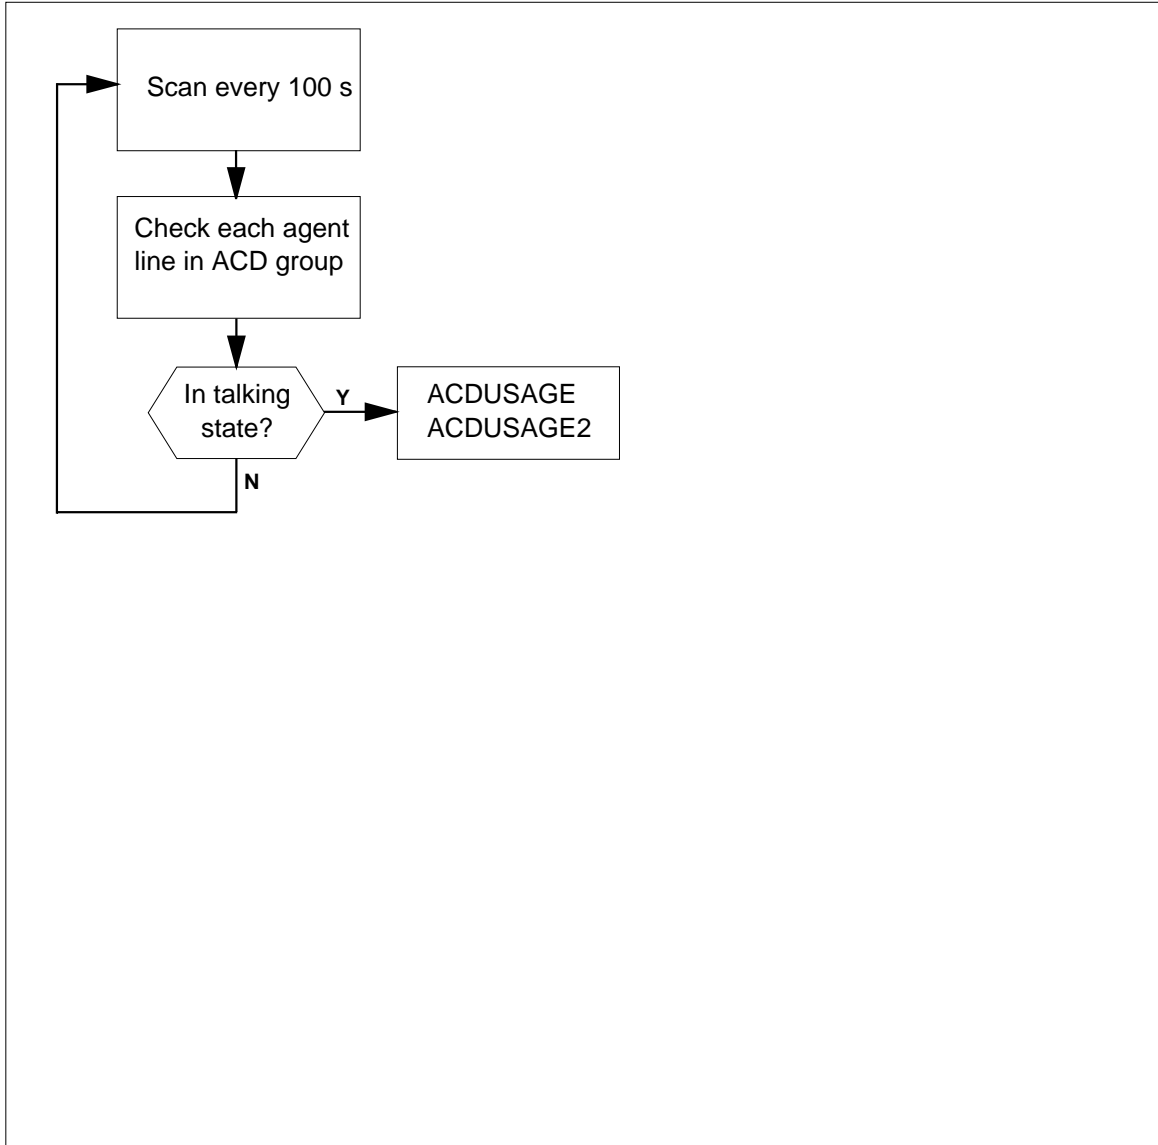 Scan every 100 s
Check each agent
line in ACD group
In talking
state?
Y
ACDUSAGE
ACDUSAGE2
N